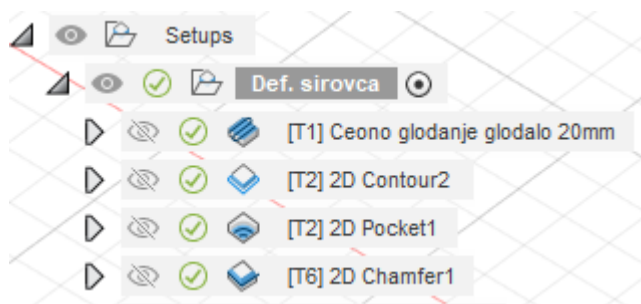 Setups
Def. sirovca
[T1] Ceono glodanje glodalo 20mm
[T2] 2D Contour2
[T2] 2D Pocket1
[T6] 2D Chamfer1